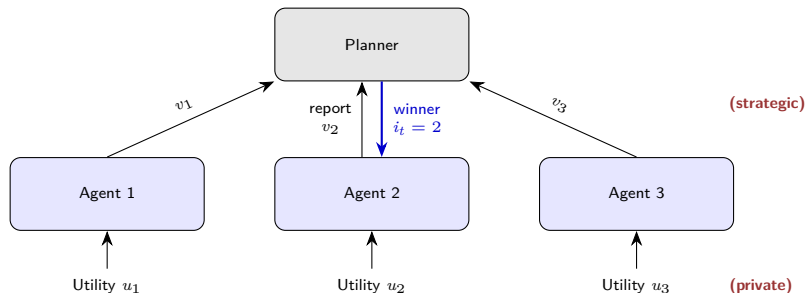 Planner
v₁
report
v₂
winner
iₜ = 2
v₃
(strategic)
Agent 1
Agent 2
Agent 3
Utility u₁
Utility u₂
Utility u₃
(private)